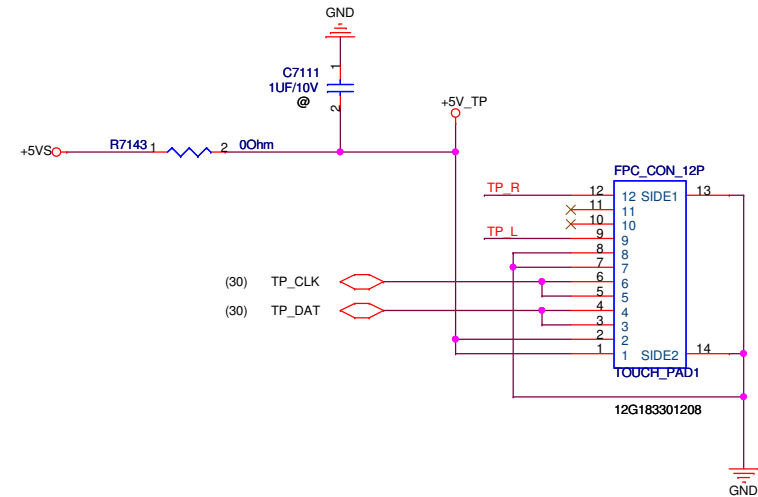 GND
C7111
1UF/10V
@
1
2
+5V_TP
+5VS
R7143
1
2
0Ohm
FPC_CON_12P
TP_R
12
12
SIDE1
13
11
11
10
10
TP_L
9
9
8
8
7
7
(30)
TP_CLK
6
6
5
5
(30)
TP_DAT
4
4
3
3
2
2
1
1
SIDE2
14
TOUCH_PAD1
12G183301208
GND